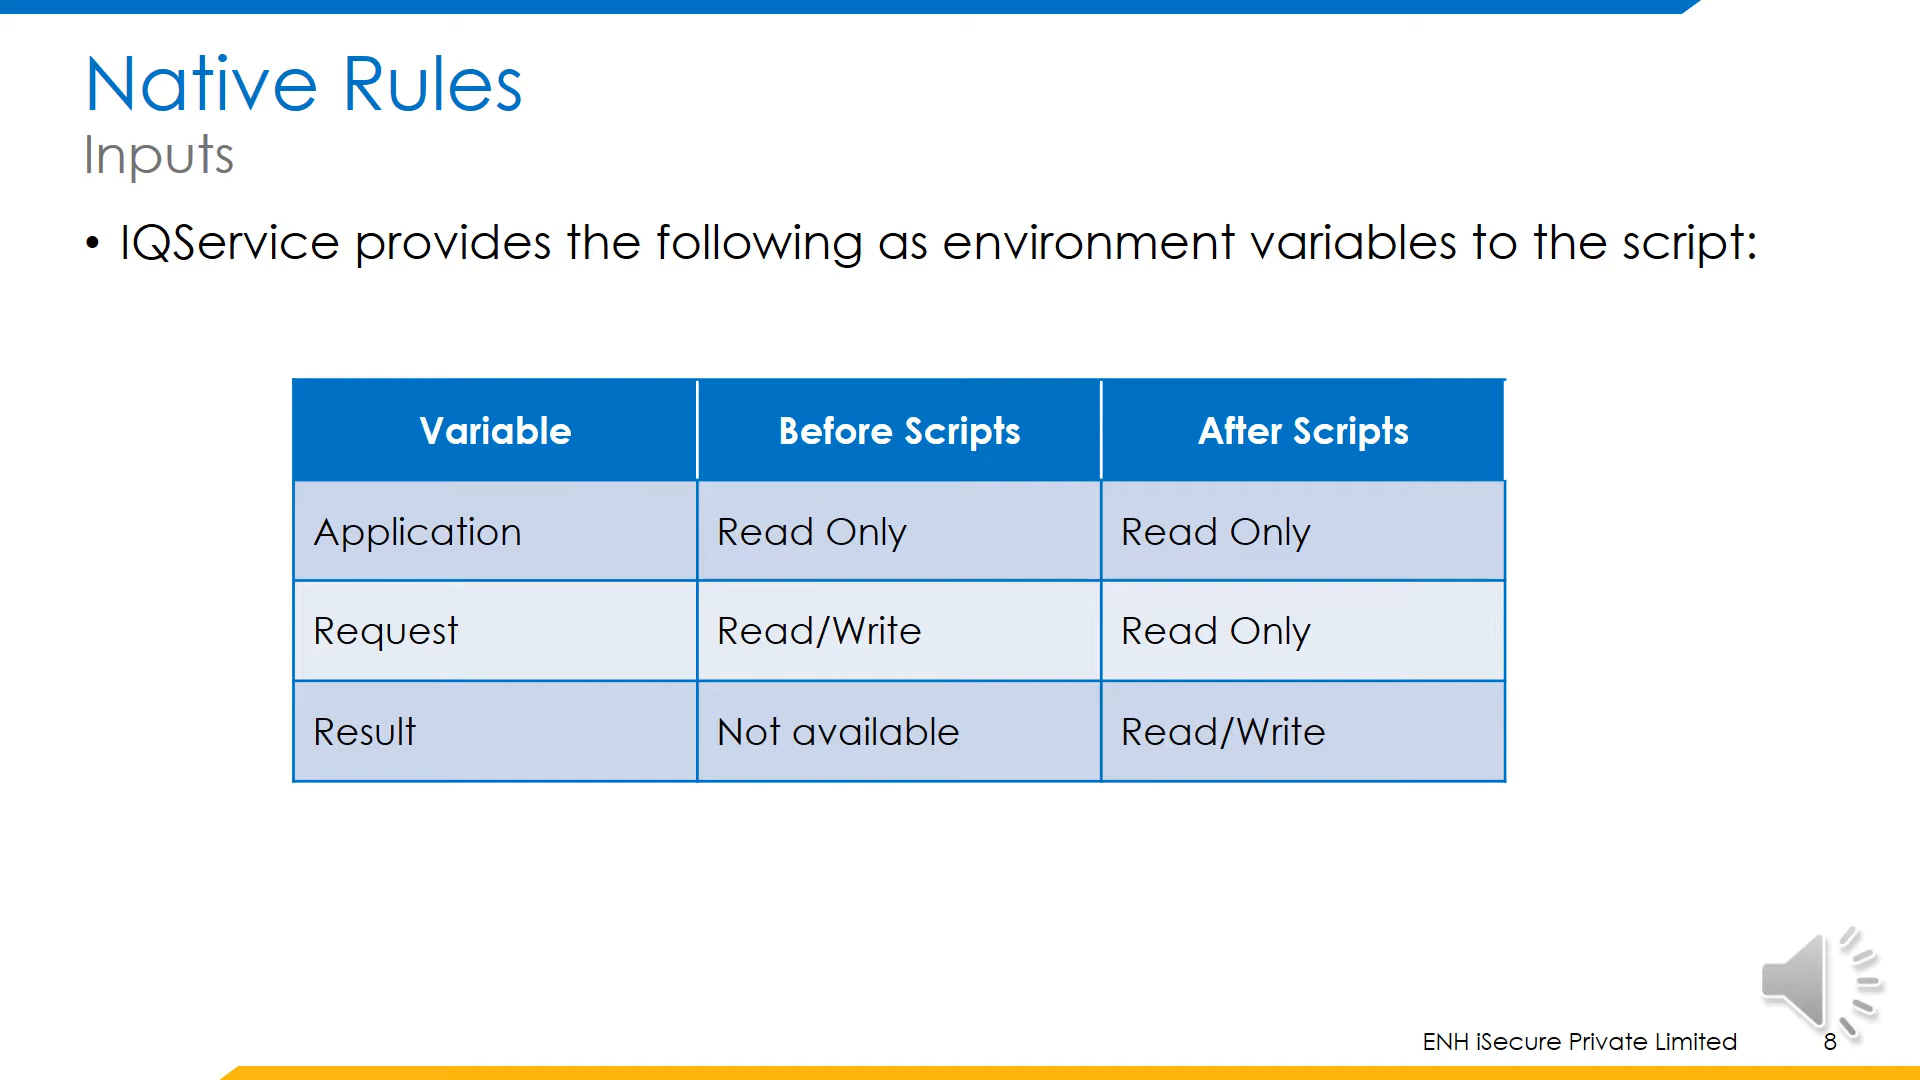 Native Rules
Inputs
• IQService provides the following as environment variables to the script:
Variable Before Scripts After Scripts
Application Read Only Read Only
Request Read/Write Read Only
Result Not available Read/Write
ENH iSecure Private Limited 8